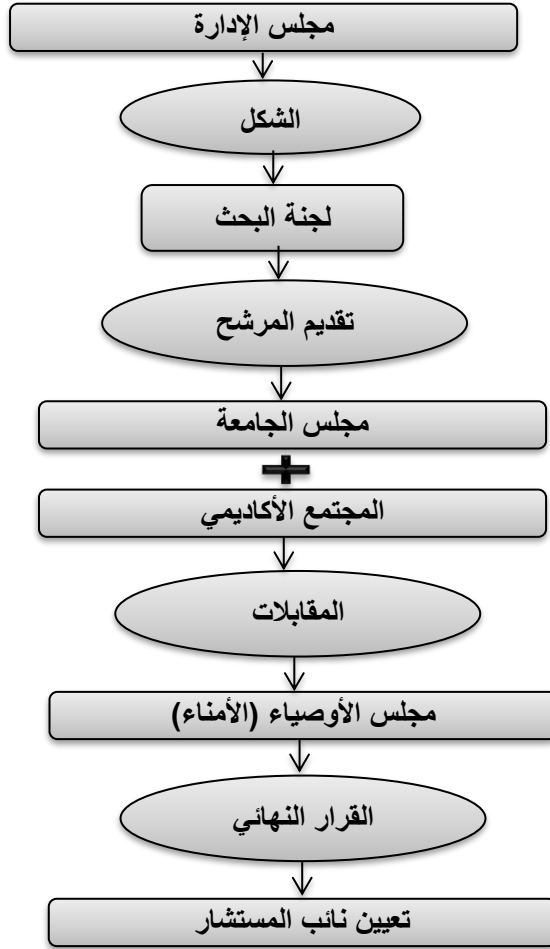 مجلس الإدارة
الشكل
لجنة البحث
تقديم المرشح
مجلس الجامعة
المجتمع الأكاديمي
المقابلات
مجلس الأوصياء (الأمناء)
القرار النهائي
تعيين نائب المستشار